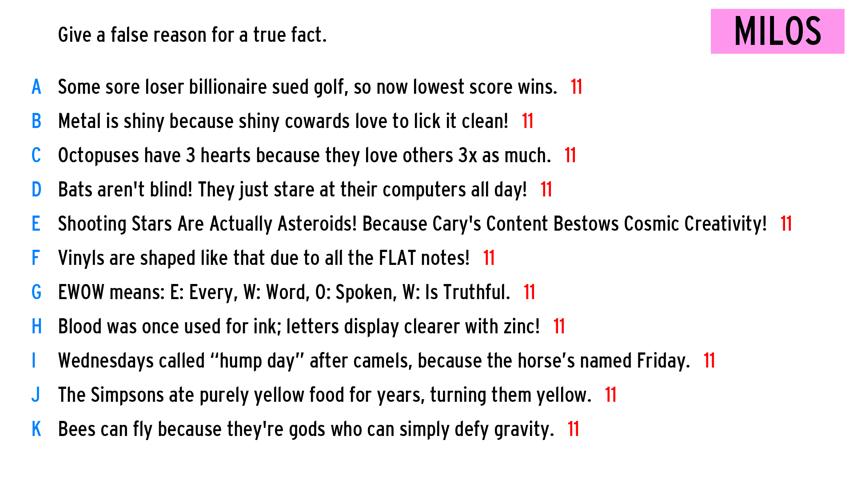 Give a false reason for a true fact.
MILOS
A Some sore loser billionaire sued golf, so now lowest score wins. 11
B Metal is shiny because shiny cowards love to lick it clean! 11
C Octopuses have 3 hearts because they love others 3x as much. 11
D Bats aren't blind! They just stare at their computers all day! 11
E Shooting Stars Are Actually Asteroids! Because Cary's Content Bestows Cosmic Creativity! 11
F Vinyls are shaped like that due to all the FLAT notes! 11
G EWOW means: E: Every, W: Word, O: Spoken, W: Is Truthful. 11
H Blood was once used for ink; letters display clearer with zinc! 11
I Wednesdays called “hump day” after camels, because the horse’s named Friday. 11
J The Simpsons ate purely yellow food for years, turning them yellow. 11
K Bees can fly because they're gods who can simply defy gravity. 11